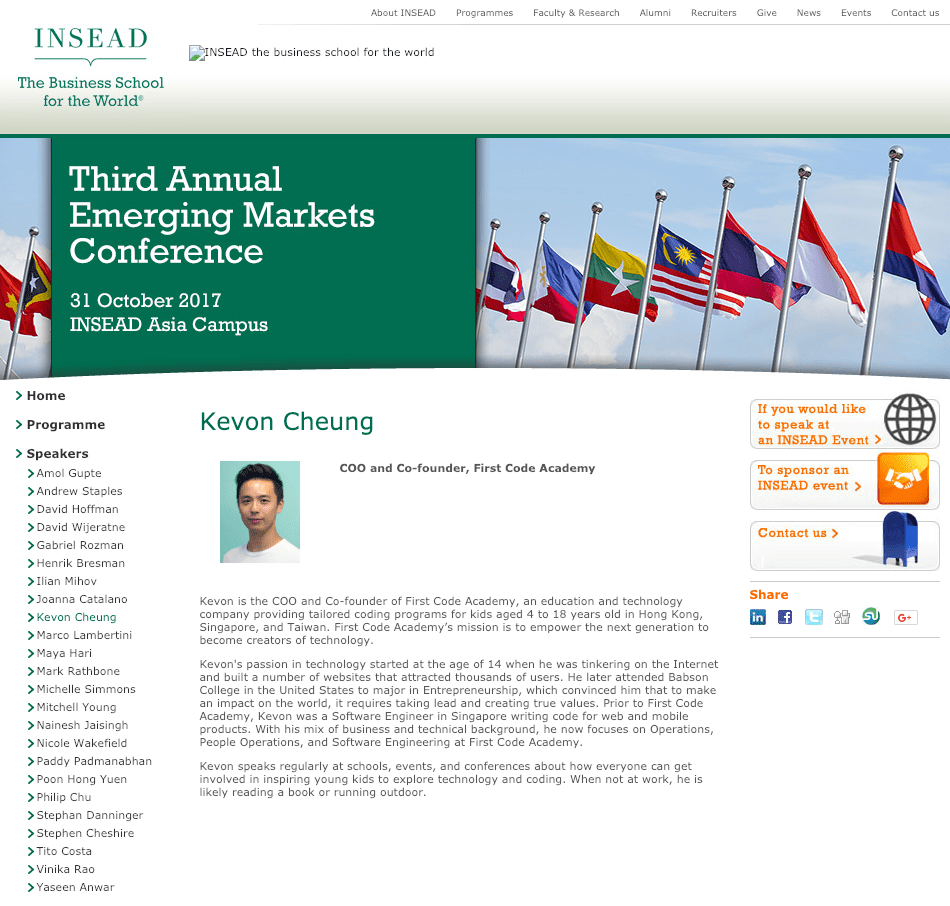 About INSEAD Programmes Faculty & Research Alumni Recruiters Give News Events Contact us
INSEAD
The Business School
for the World®
INSEAD the business school for the world
Third Annual
Emerging Markets
Conference
31 October 2017
INSEAD Asia Campus
Home
Programme
Speakers
Amol Gupte
Andrew Staples
David Hoffman
David Wijeratne
Gabriel Rozman
Henrik Bresman
Ilian Mihov
Joanna Catalano
Kevon Cheung
Marco Lambertini
Maya Hari
Mark Rathbone
Michelle Simmons
Mitchell Young
Nainesh Jaisingh
Nicole Wakefield
Paddy Padmanabhan
Poon Hong Yuen
Philip Chu
Stephan Danninger
Stephen Cheshire
Tito Costa
Vinika Rao
Yaseen Anwar
Kevon Cheung
COO and Co-founder, First Code Academy
Kevon is the COO and Co-founder of First Code Academy, an education and technology
company providing tailored coding programs for kids aged 4 to 18 years old in Hong Kong,
Singapore, and Taiwan. First Code Academy’s mission is to empower the next generation to
become creators of technology.
Kevon's passion in technology started at the age of 14 when he was tinkering on the Internet
and built a number of websites that attracted thousands of users. He later attended Babson
College in the United States to major in Entrepreneurship, which convinced him that to make
an impact on the world, it requires taking lead and creating true values. Prior to First Code
Academy, Kevon was a Software Engineer in Singapore writing code for web and mobile
products. With his mix of business and technical background, he now focuses on Operations,
People Operations, and Software Engineering at First Code Academy.
Kevon speaks regularly at schools, events, and conferences about how everyone can get
involved in inspiring young kids to explore technology and coding. When not at work, he is
likely reading a book or running outdoor.
If you would like
to speak at
an INSEAD Event
To sponsor an
INSEAD event
Contact us
Share
in f t G+